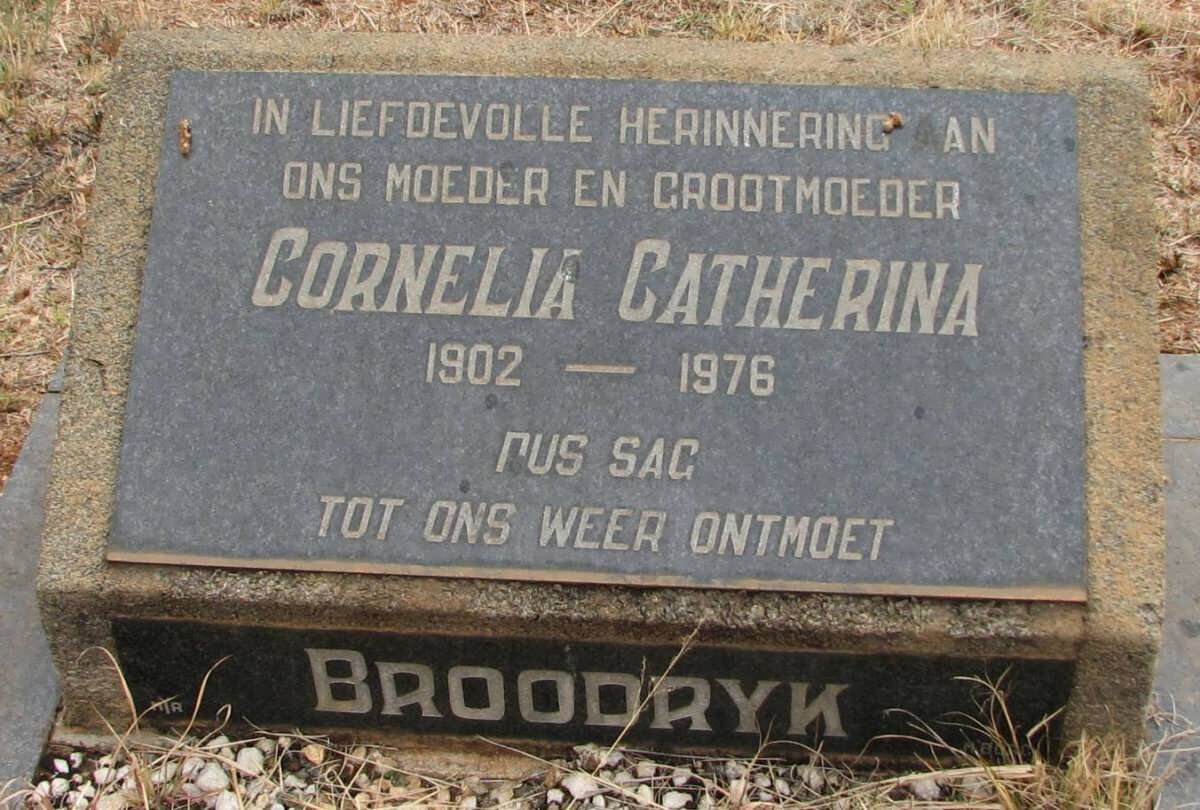 IN LIEFDEVOLLE HERINNERING AAN
ONS MOEDER EN GROOTMOEDER
CORNELIA CATHERINA
1902 — 1976
RUS SAG
TOT ONS WEER ONTMOET
BROODRYK